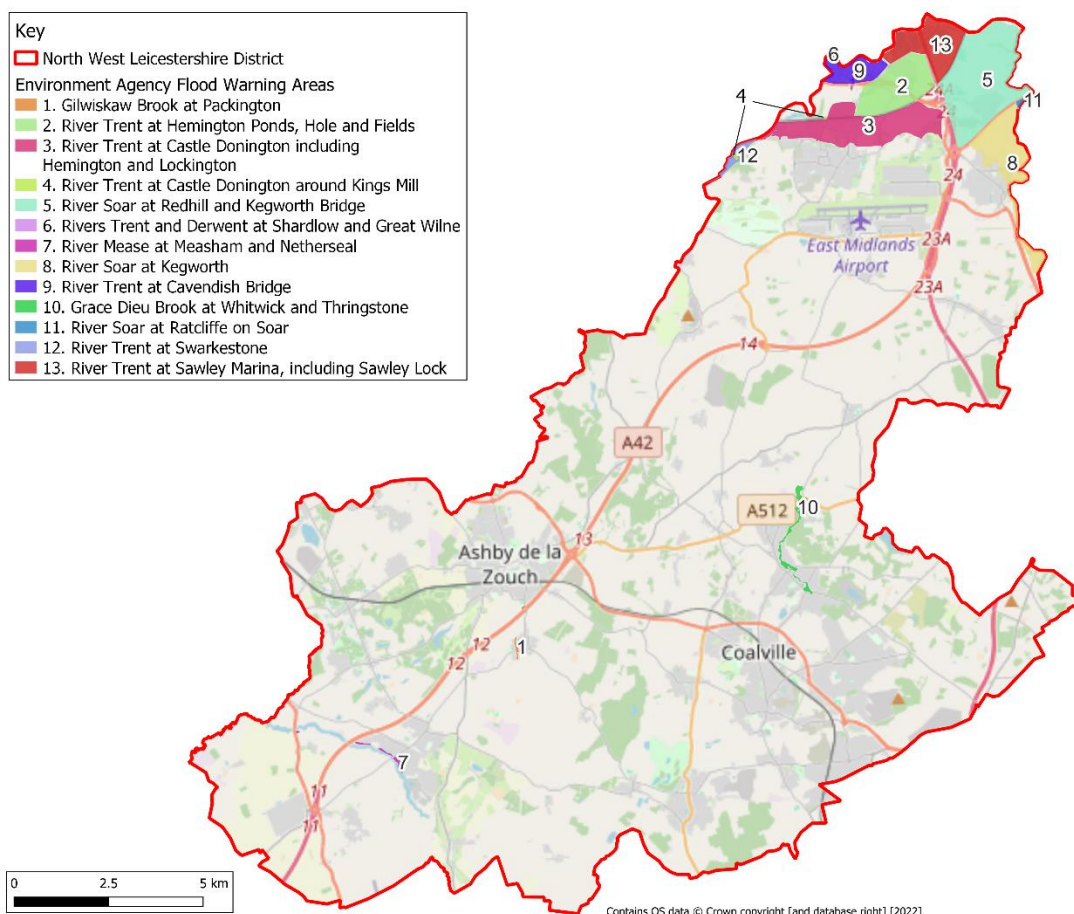 Key
North West Leicestershire District
Environment Agency Flood Warning Areas
1. Gilwiskaw Brook at Packington
2. River Trent at Hemington Ponds, Hole and Fields
3. River Trent at Castle Donington including
Hemington and Lockington
4. River Trent at Castle Donington around Kings Mill
5. River Soar at Redhill and Kegworth Bridge
6. Rivers Trent and Derwent at Shardlow and Great Wilne
7. River Mease at Measham and Netherseal
8. River Soar at Kegworth
9. River Trent at Cavendish Bridge
10. Grace Dieu Brook at Whitwick and Thringstone
11. River Soar at Ratcliffe on Soar
12. River Trent at Swarkestone
13. River Trent at Sawley Marina, including Sawley Lock
13
6
9
2
5
24A
11
4
24
3
12
8
24
East Midlands
Airport
23A
23A
14
A42
A512
10
13
Ashby de la
Zouch
12
12
1
Coalville
7
11
11
0 2.5 5 km
Contains OS data © Crown copyright [and database right] [2022]